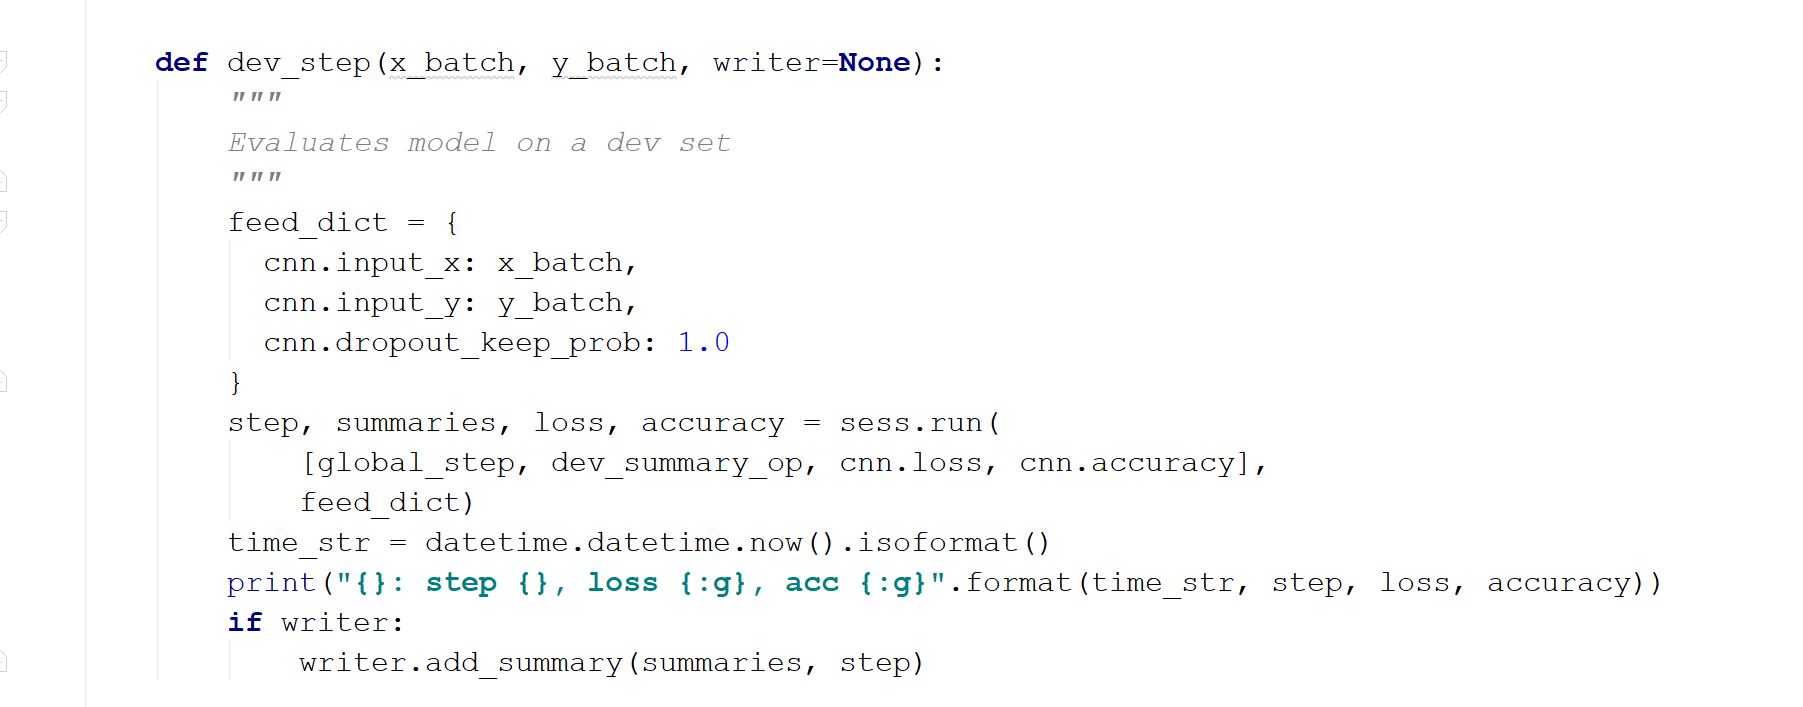 def dev_step(x_batch, y_batch, writer=None):
    """
    Evaluates model on a dev set
    """
    feed_dict = {
      cnn.input_x: x_batch,
      cnn.input_y: y_batch,
      cnn.dropout_keep_prob: 1.0
    }
    step, summaries, loss, accuracy = sess.run(
        [global_step, dev_summary_op, cnn.loss, cnn.accuracy],
        feed_dict)
    time_str = datetime.datetime.now().isoformat()
    print("{}: step {}, loss {:g}, acc {:g}".format(time_str, step, loss, accuracy))
    if writer:
        writer.add_summary(summaries, step)